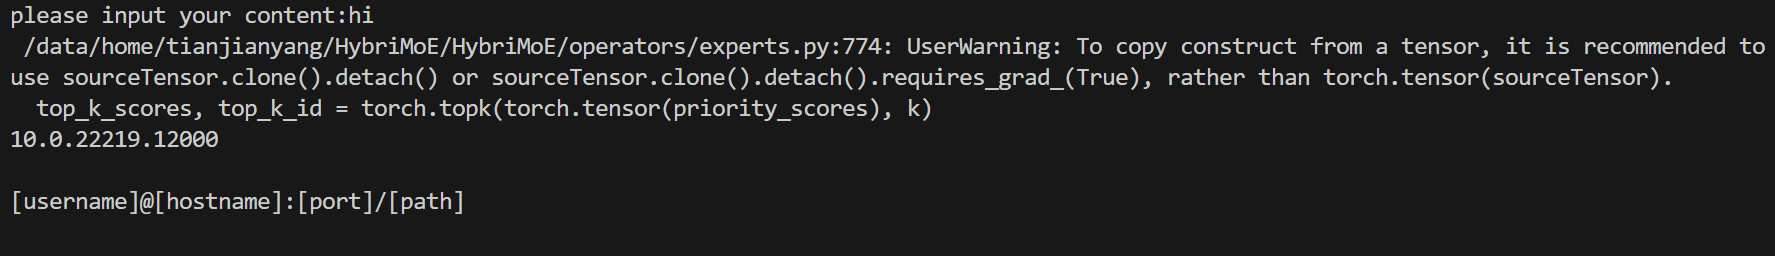 please input your content:hi
/data/home/tianjianyang/HybriMoE/HybriMoE/operators/experts.py:774: UserWarning: To copy construct from a tensor, it is recommended to
use sourceTensor.clone().detach() or sourceTensor.clone().detach().requires_grad_(True), rather than torch.tensor(sourceTensor).
top_k_scores, top_k_id = torch.topk(torch.tensor(priority_scores), k)
10.0.22219.12000
[username]@[hostname]:[port]/[path]